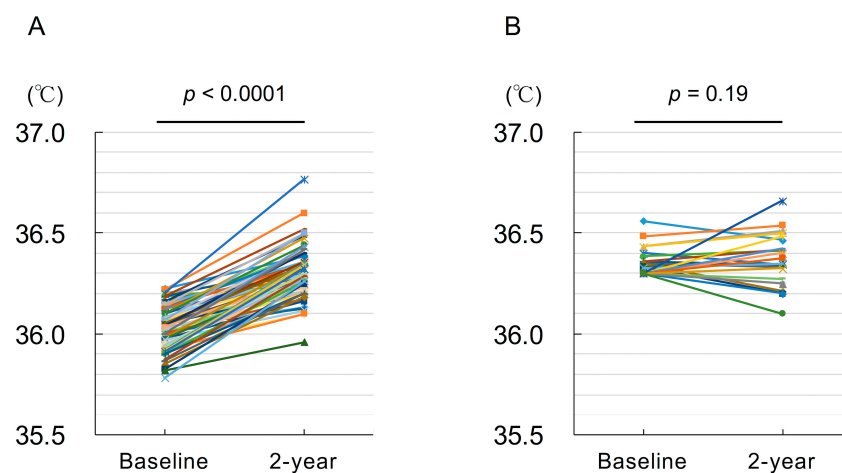 A
(℃)
p < 0.0001
37.0
36.5
36.0
35.5
Baseline 2-year
B
(℃)
p = 0.19
37.0
36.5
36.0
35.5
Baseline 2-year